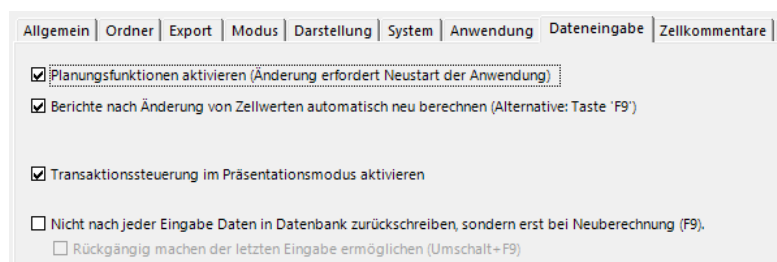 Allgemein Ordner Export Modus Darstellung System Anwendung Dateneingabe Zellkommentare
Planungsfunktionen aktivieren (Änderung erfordert Neustart der Anwendung)
Berichte nach Änderung von Zellwerten automatisch neu berechnen (Alternative: Taste 'F9')
Transaktionssteuerung im Präsentationsmodus aktivieren
Nicht nach jeder Eingabe Daten in Datenbank zurückschreiben, sondern erst bei Neuberechnung (F9).
Rückgängig machen der letzten Eingabe ermöglichen (Umschalt+F9)